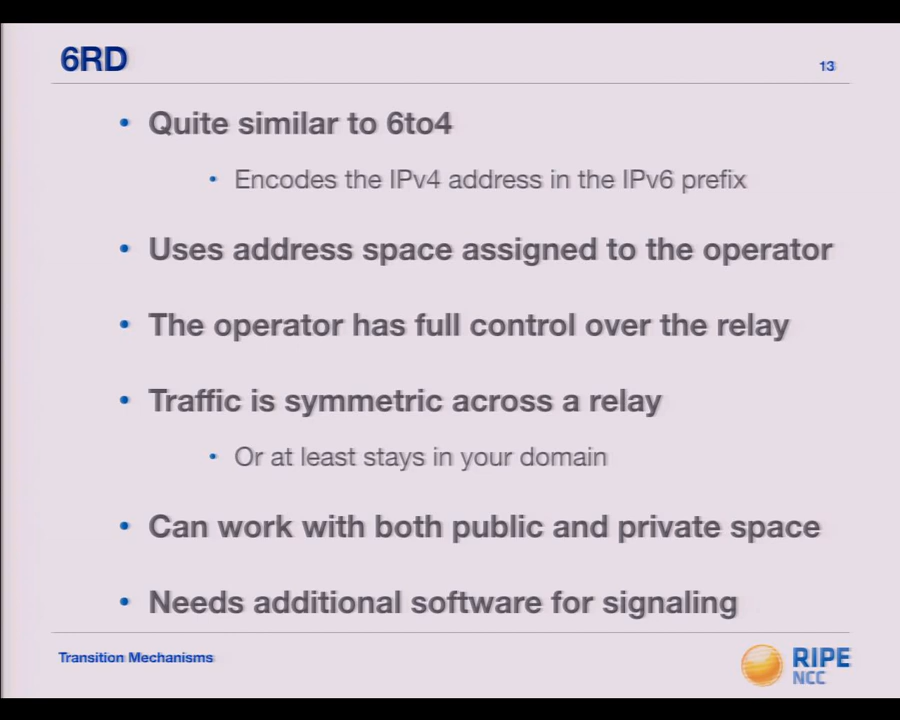 6RD
13
• Quite similar to 6to4
• Encodes the IPv4 address in the IPv6 prefix
• Uses address space assigned to the operator
• The operator has full control over the relay
• Traffic is symmetric across a relay
• Or at least stays in your domain
• Can work with both public and private space
• Needs additional software for signaling
Transition Mechanisms
RIPE
NCC